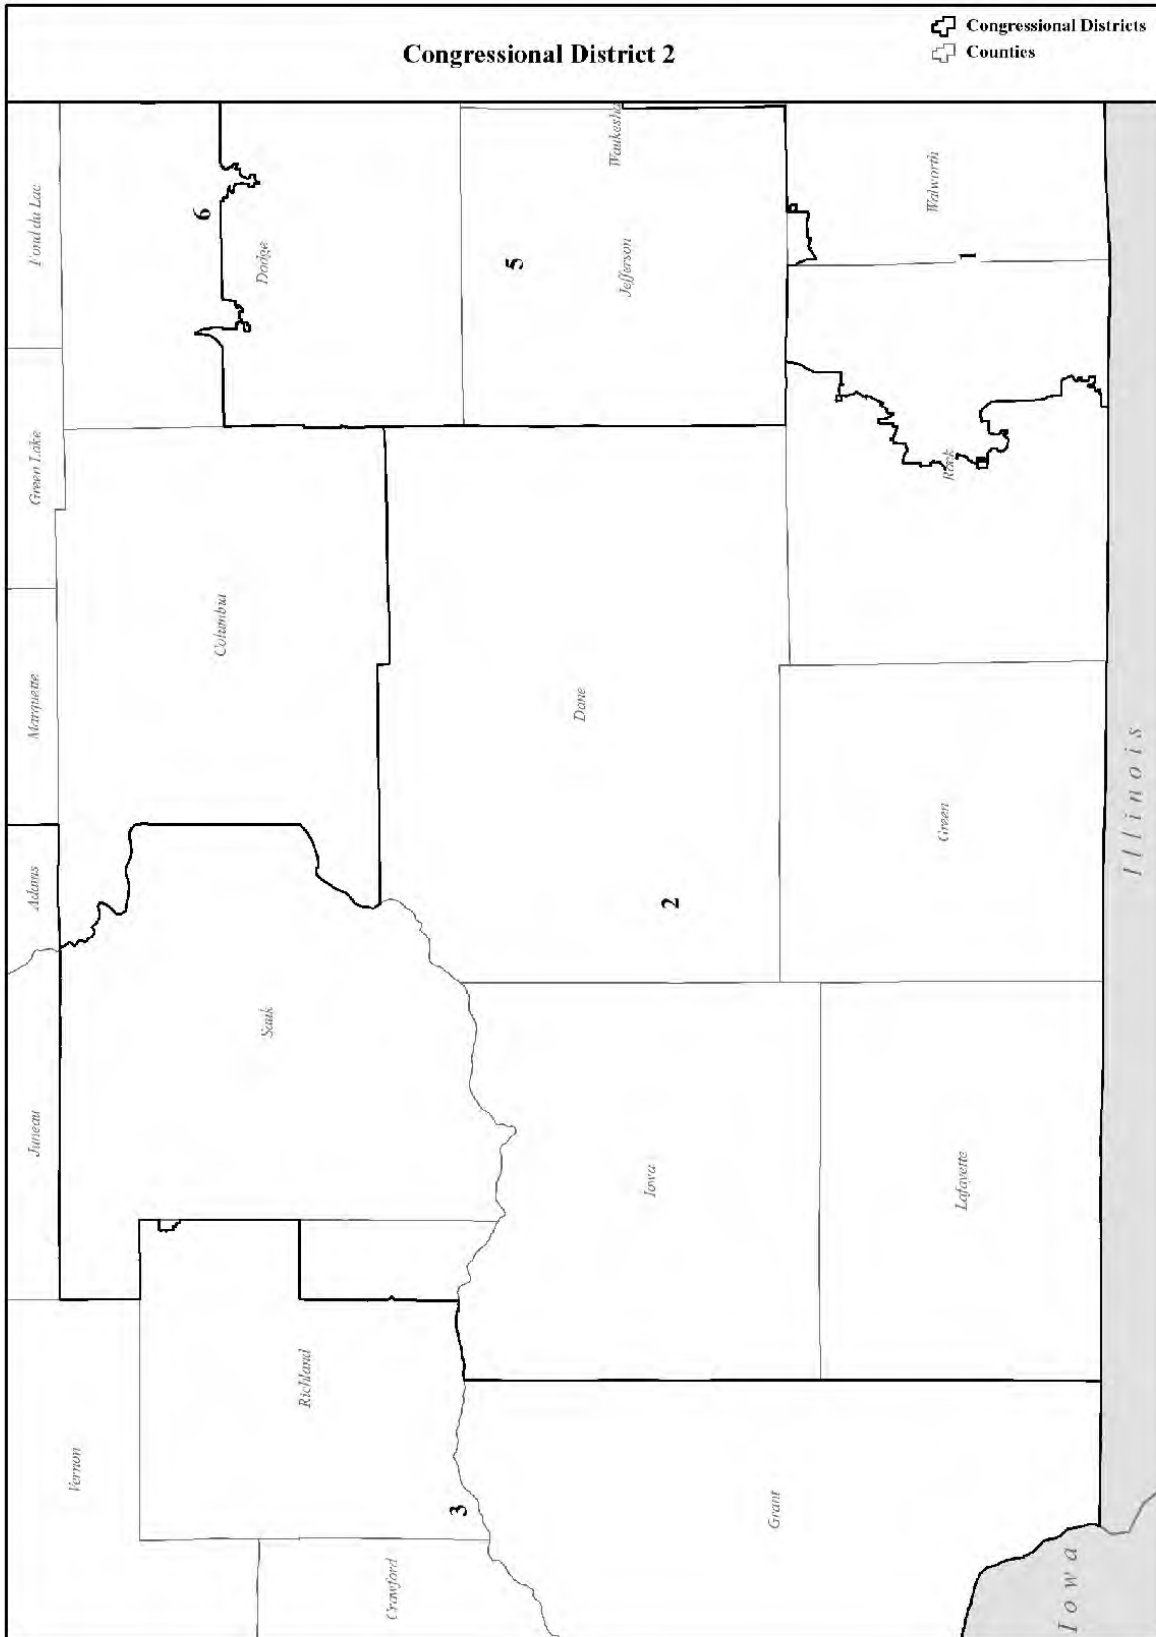 Congressional District 2
Congressional Districts
Counties
Fond du Lac
Green Lake
Marquette
Adams
Juneau
Vernon
6
Dodge
Columbia
Sauk
Richland
Crawford
3
5
Jefferson
Waukesha
Dane
2
Iowa
Grant
Walworth
1
Rock
Green
Lafayette
Illinois
Iowa